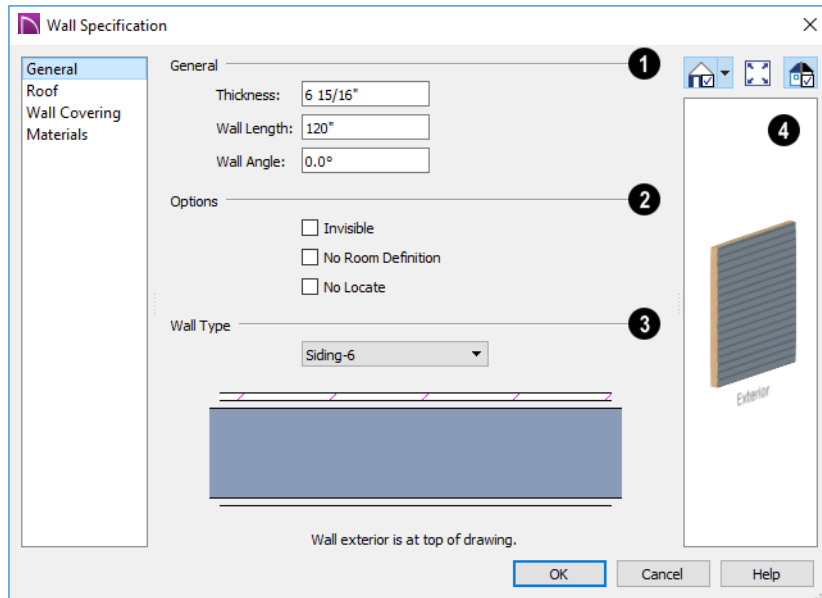 Wall Specification
General
Roof
Wall Covering
Materials
General 1
Thickness: 6 15/16"
Wall Length: 120"
Wall Angle: 0.0°
Options 2
Invisible
No Room Definition
No Locate
Wall Type 3
Siding-6
Wall exterior is at top of drawing.
4
Exterior
OK Cancel Help